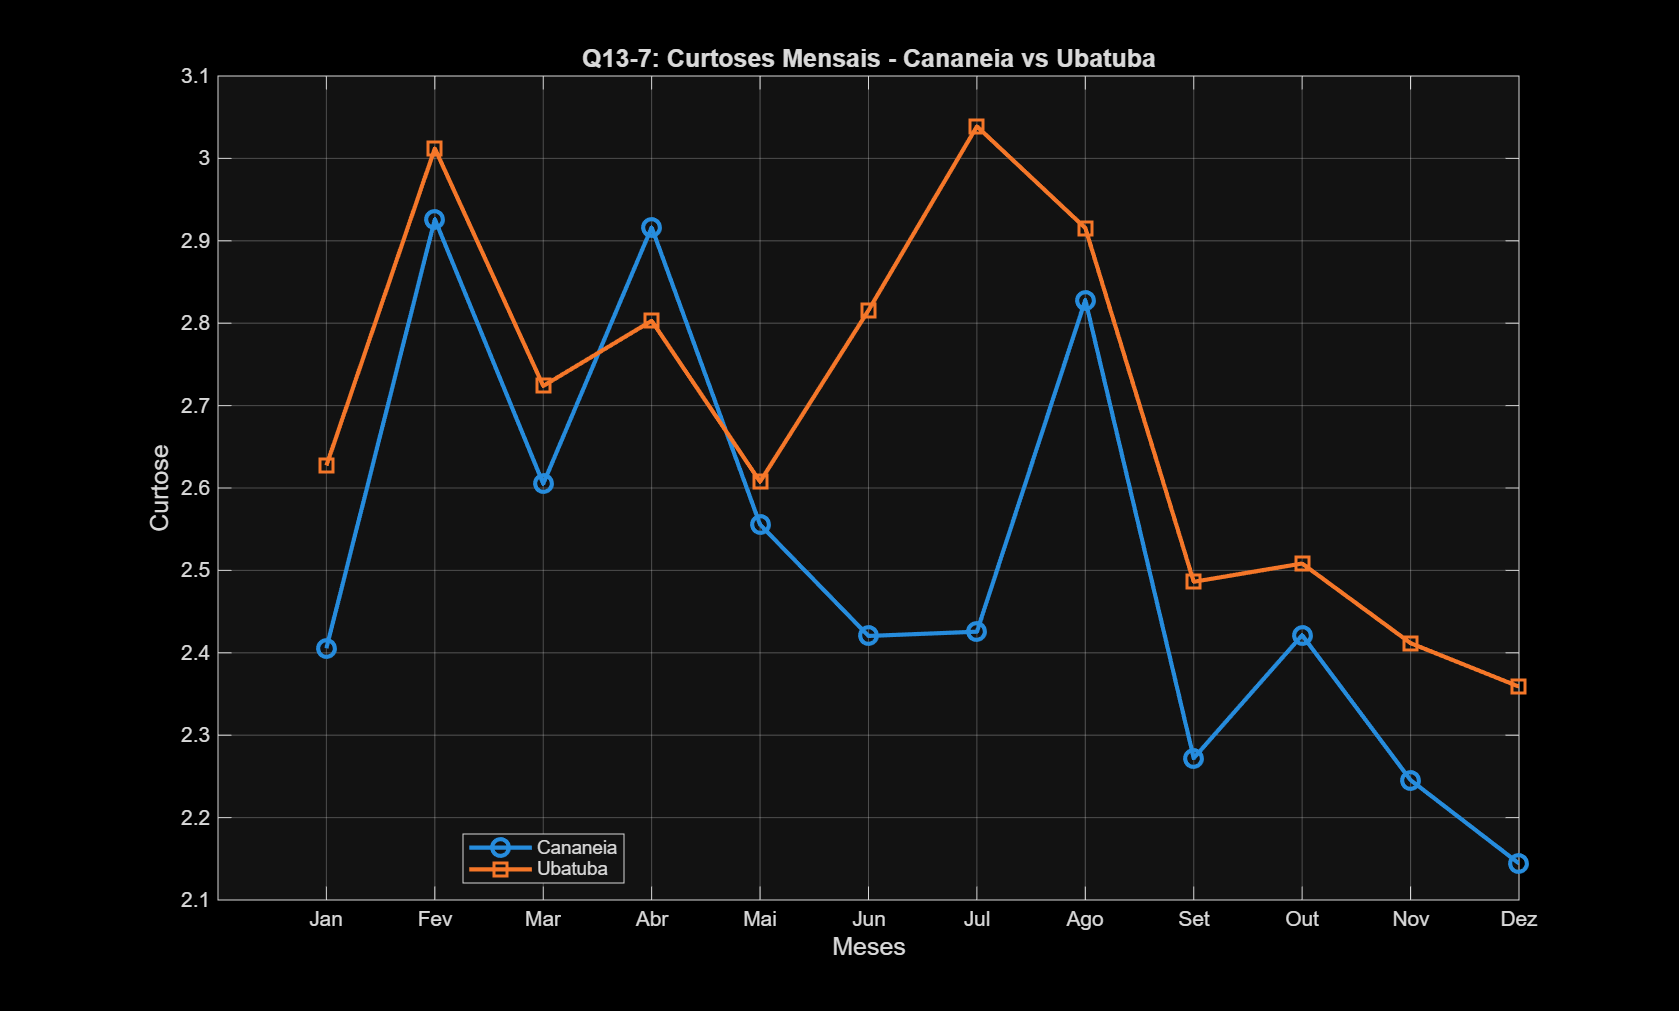 Q13-7: Curtoses Mensais - Cananeia vs Ubatuba
3.1
3
2.9
2.8
2.7
2.6
2.5
2.4
2.3
2.2
2.1
Curtose
Cananeia
Ubatuba
Jan Fev Mar Abr Mai Jun Jul Ago Set Out Nov Dez
Meses